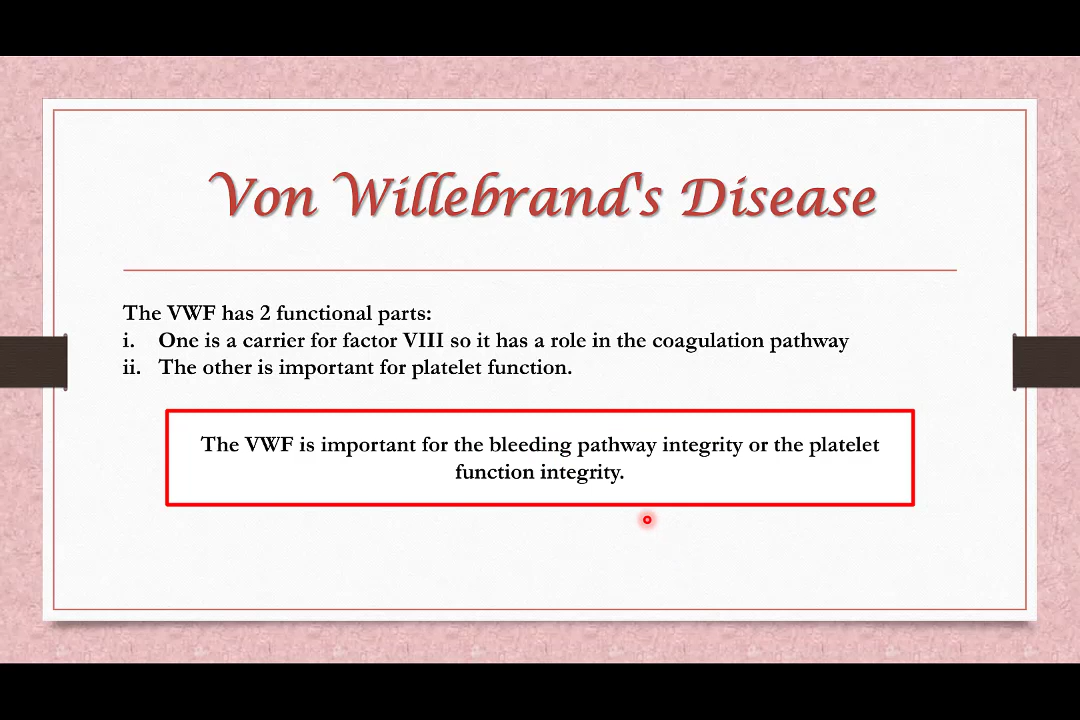 Von Willebrand's Disease
The VWF has 2 functional parts:
i. One is a carrier for factor VIII so it has a role in the coagulation pathway
ii. The other is important for platelet function.
The VWF is important for the bleeding pathway integrity or the platelet
function integrity.